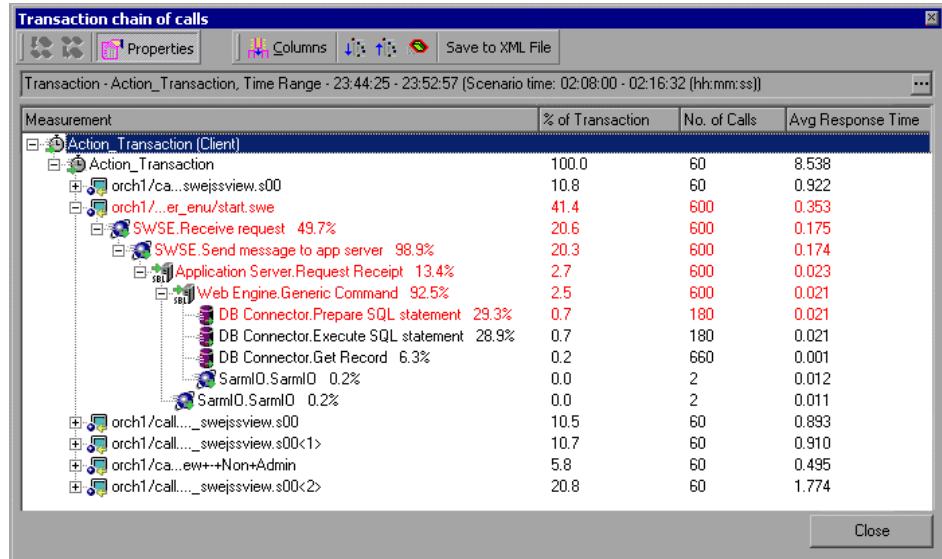 Transaction chain of calls
Properties Columns Save to XML File
Transaction - Action_Transaction, Time Range - 23:44:25 - 23:52:57 (Scenario time: 02:08:00 - 02:16:32 (hh:mm:ss)) ...
Measurement % of Transaction No. of Calls Avg Response Time
Action_Transaction (Client)
Action_Transaction 100.0 60 8.538
orch1/ca...swejssview.s00 10.8 60 0.922
orch1/...er_enu/start.swe 41.4 600 0.353
SWSE.Receive request 49.7% 20.6 600 0.175
SWSE.Send message to app server 98.9% 20.3 600 0.174
SBL Application Server.Request Receipt 13.4% 2.7 600 0.023
SBL Web Engine.Generic Command 92.5% 2.5 600 0.021
DB Connector.Prepare SQL statement 29.3% 0.7 180 0.021
DB Connector.Execute SQL statement 28.9% 0.7 180 0.021
DB Connector.Get Record 6.3% 0.2 660 0.001
SarmIO.SarmIO 0.2% 0.0 2 0.012
SarmIO.SarmIO 0.2% 0.0 2 0.011
orch1/call...._swejssview.s00 10.5 60 0.893
orch1/call...._swejssview.s00<1> 10.7 60 0.910
orch1/ca...ew+-+Non+Admin 5.8 60 0.495
orch1/call...._swejssview.s00<2> 20.8 60 1.774
Close